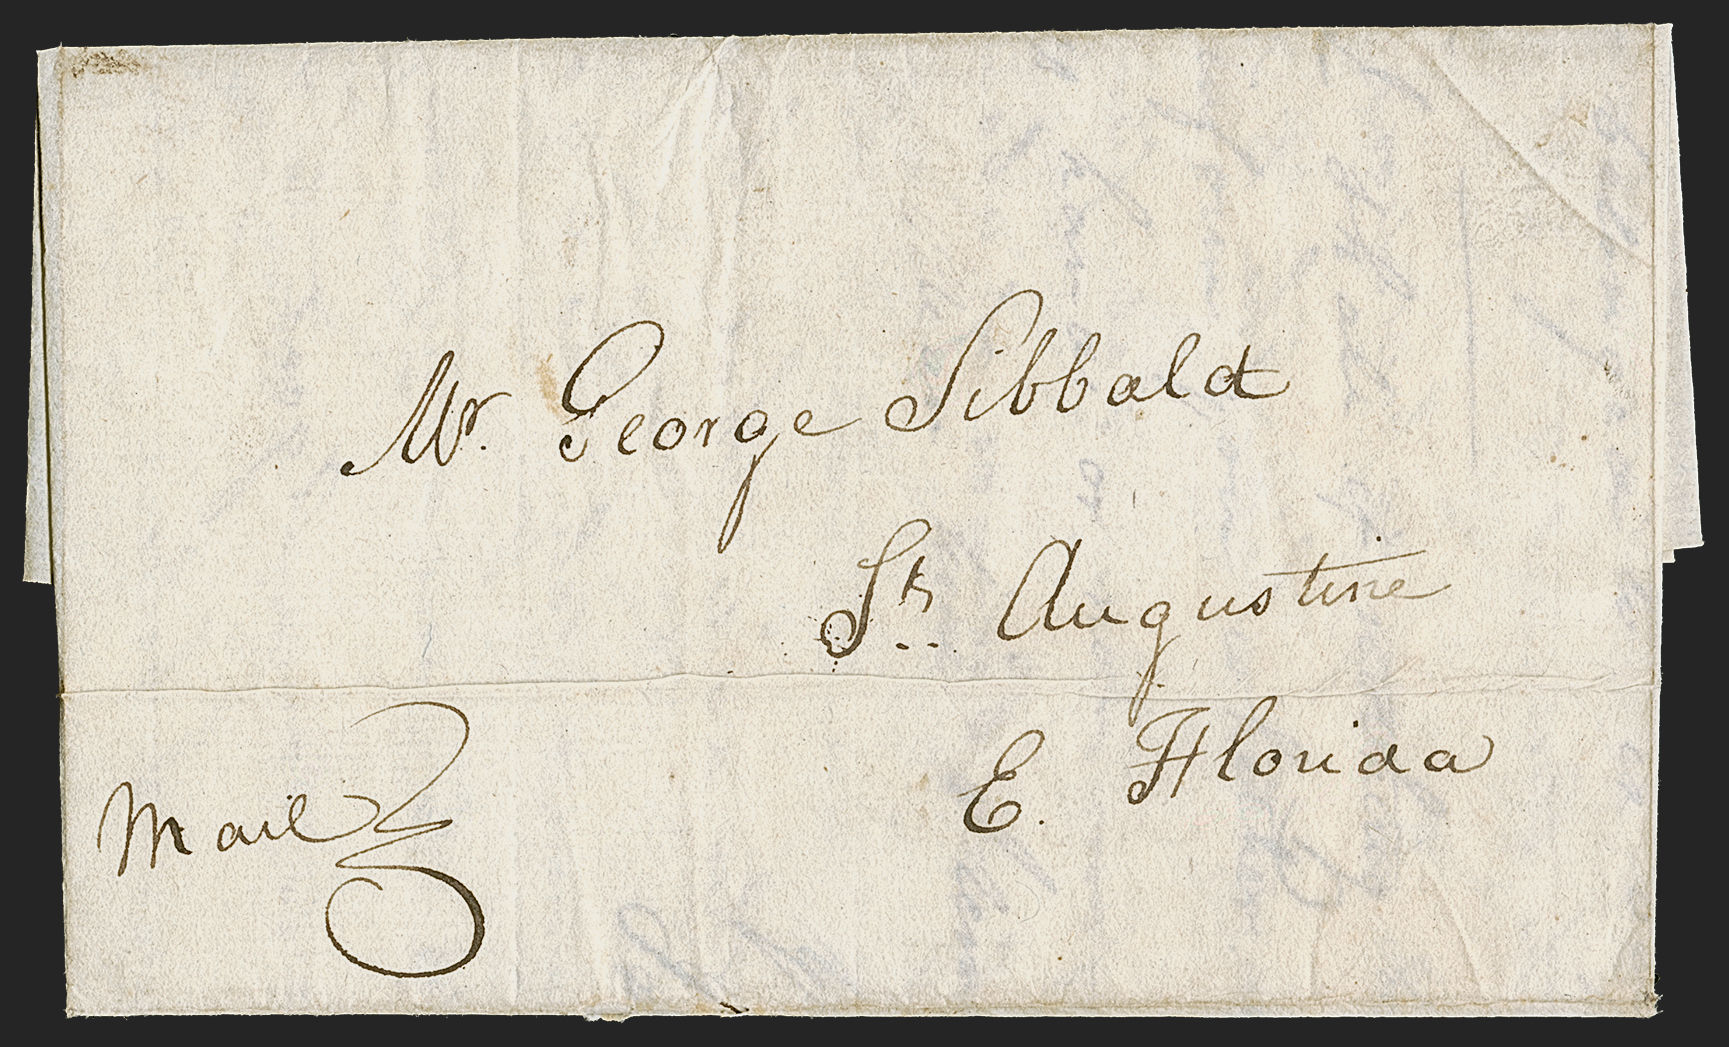 Mr. George Sibbald
St. Augustine
E. Florida
Mail